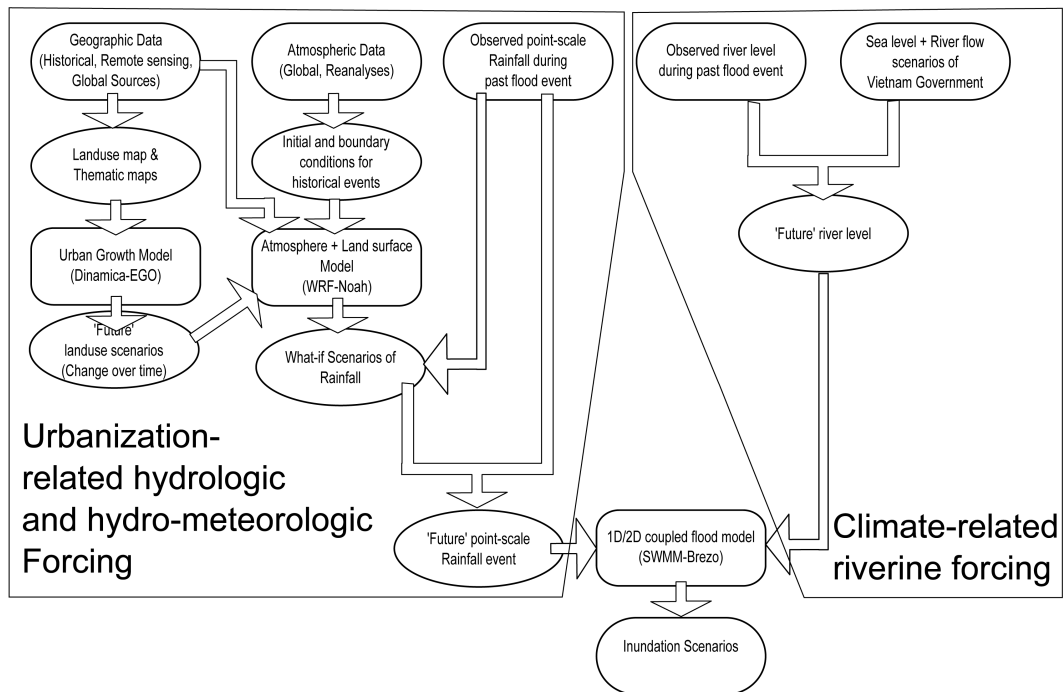 Geographic Data
(Historical, Remote sensing,
Global Sources)
Atmospheric Data
(Global, Reanalyses)
Observed point-scale
Rainfall during
past flood event
Observed river level
during past flood event
Sea level + River flow
scenarios of
Vietnam Government
Landuse map &
Thematic maps
Initial and boundary
conditions for
historical events
'Future' river level
Urban Growth Model
(Dinamica-EGO)
Atmosphere + Land surface
Model
(WRF-Noah)
'Future'
landuse scenarios
(Change over time)
What-if Scenarios of
Rainfall
Urbanization-
related hydrologic
and hydro-meteorologic
Forcing
'Future' point-scale
Rainfall event
1D/2D coupled flood model
(SWMM-Brezo)
Climate-related
riverine forcing
Inundation Scenarios